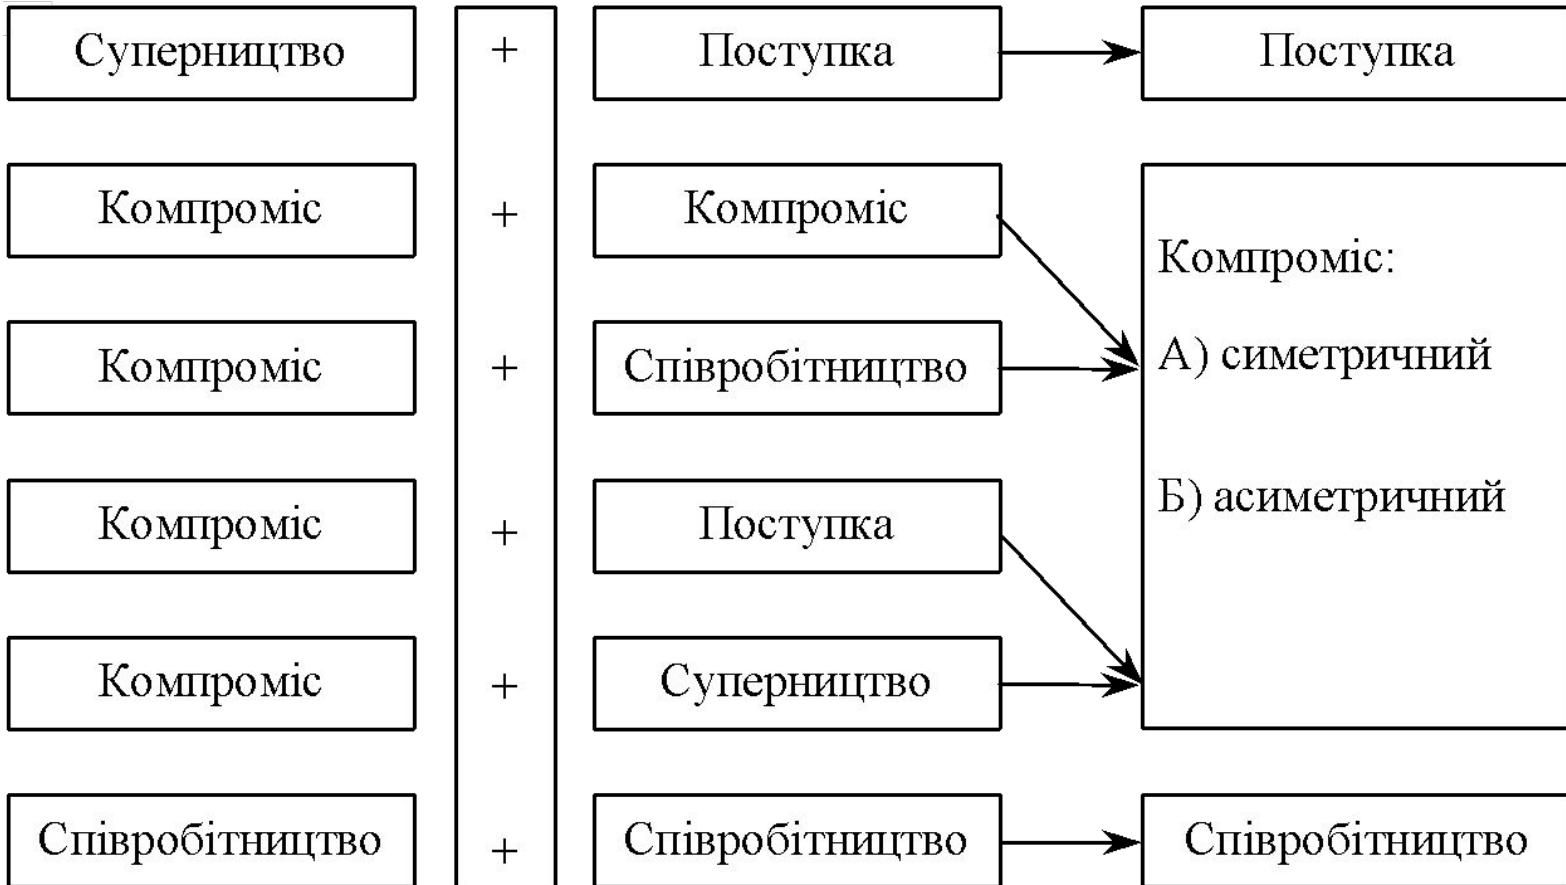 Суперництво + Поступка Поступка
Компроміс + Компроміс
Компроміс:
Компроміс + Співробітництво
А) симетричний
Компроміс + Поступка
Б) асиметричний
Компроміс + Суперництво
Співробітництво + Співробітництво Співробітництво